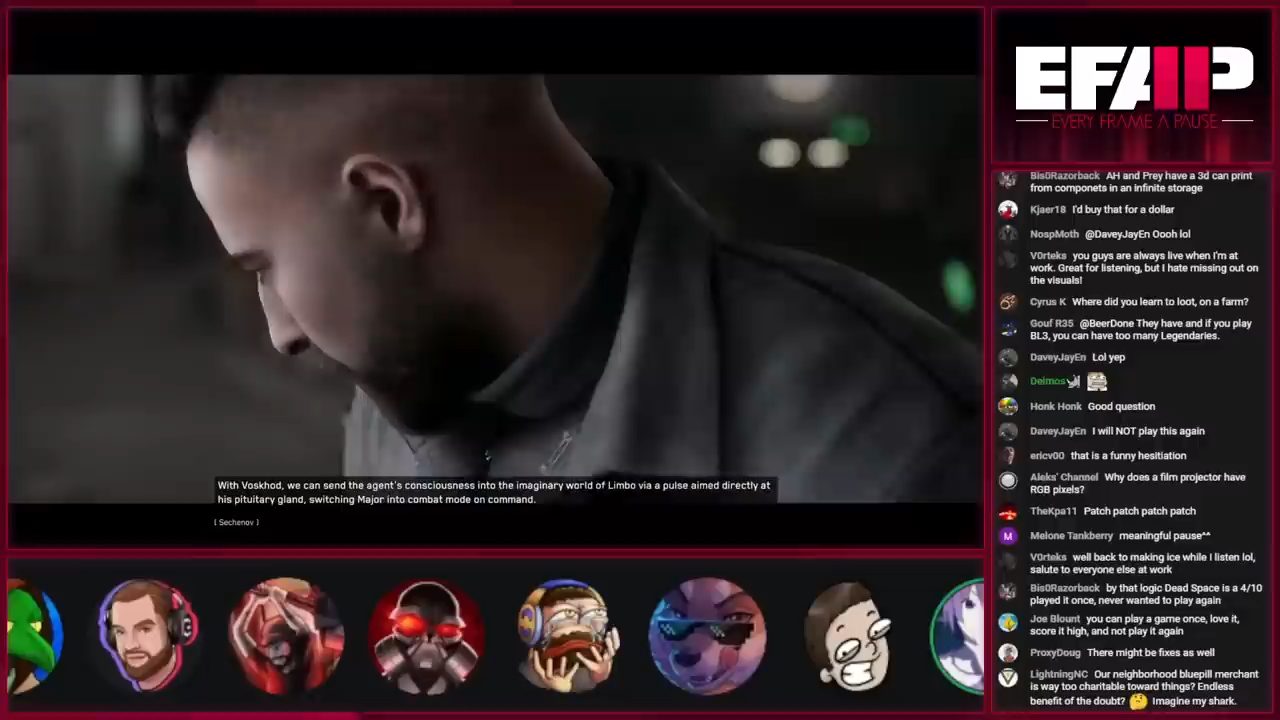 With Voskhod, we can send the agent's consciousness into the imaginary world of Limbo via a pulse aimed directly at
his pituitary gland, switching Major into combat mode on command.
[ Sechenov ]
EFAP
EVERY FRAME A PAUSE
Bis0Razorback AH and Prey have a 3d can print
from componets in an infinite storage
Kjaer18 I'd buy that for a dollar
NospMoth @DaveyJayEn Oooh lol
V0rteks you guys are always live when I'm at
work. Great for listening, but I hate missing out on
the visuals!
Cyrus K Where did you learn to loot, on a farm?
Gouf R35 @BeerDone They have and if you play
BL3, you can have too many Legendaries.
DaveyJayEn Lol yep
Deimos
Honk Honk Good question
DaveyJayEn I will NOT play this again
ericv00 that is a funny hesitiation
Aleks' Channel Why does a film projector have
RGB pixels?
TheKpa11 Patch patch patch patch
M
Melone Tankberry meaningful pause^^
V0rteks well back to making ice while I listen lol,
salute to everyone else at work
Bis0Razorback by that logic Dead Space is a 4/10
played it once, never wanted to play again
Joe Blount you can play a game once, love it,
score it high, and not play it again
ProxyDoug There might be fixes as well
LightningNC Our neighborhood bluepill merchant
is way too charitable toward things? Endless
benefit of the doubt? 🤔 Imagine my shark.